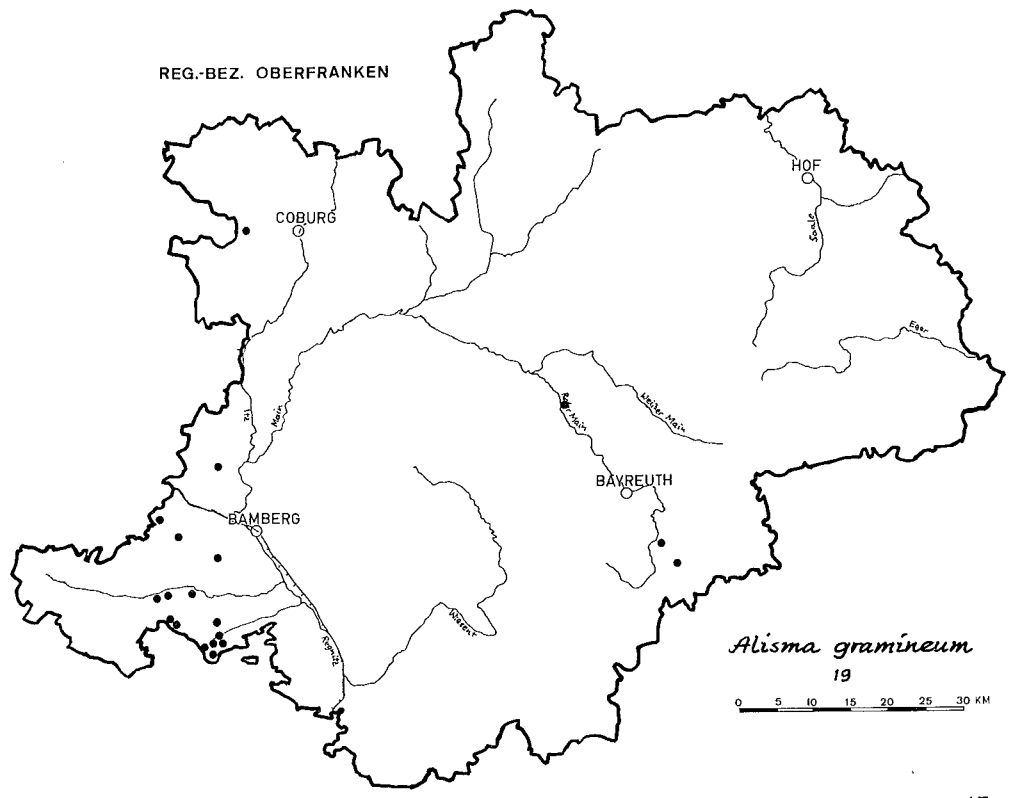 REG.-BEZ. OBERFRANKEN
HOF
COBURG
Saale
Eger
Itz
Main
Roter Main
Weißer Main
BAYREUTH
BAMBERG
Wiesent
Regnitz
Alisma gramineum
19
0 5 10 15 20 25 30 KM